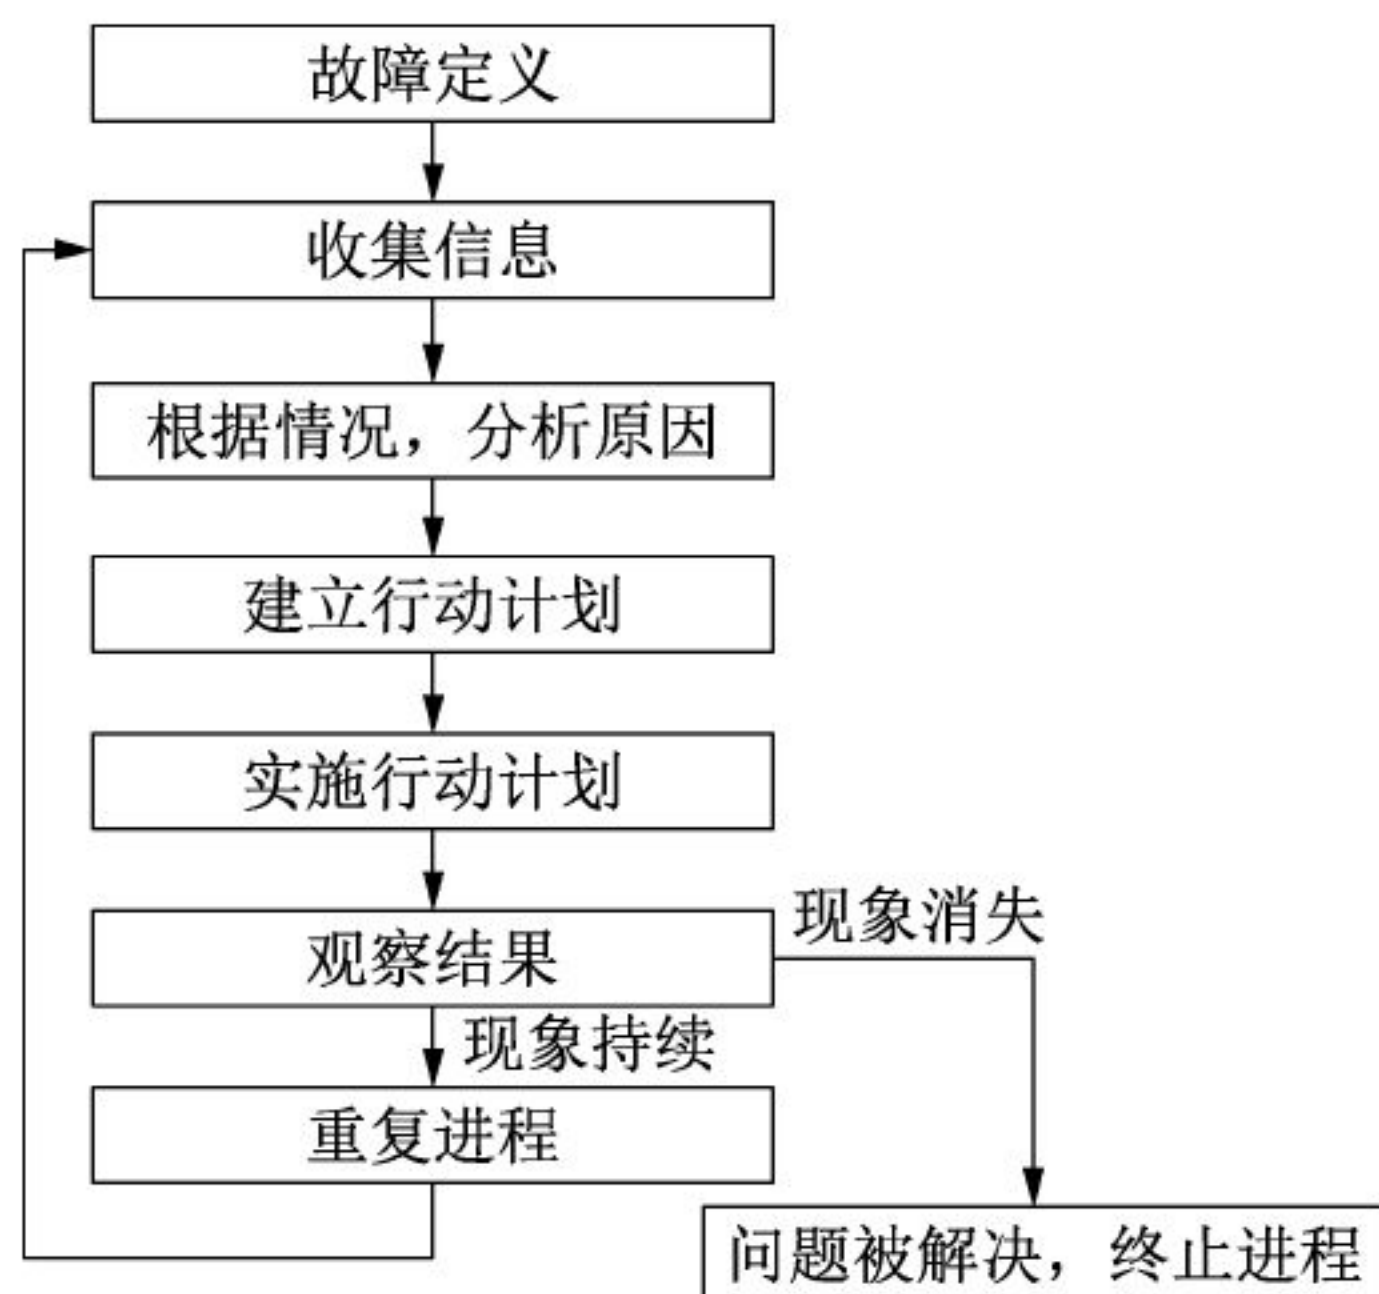 故障定义
收集信息
根据情况，分析原因
建立行动计划
实施行动计划
现象消失
观察结果
现象持续
重复进程
问题被解决，终止进程